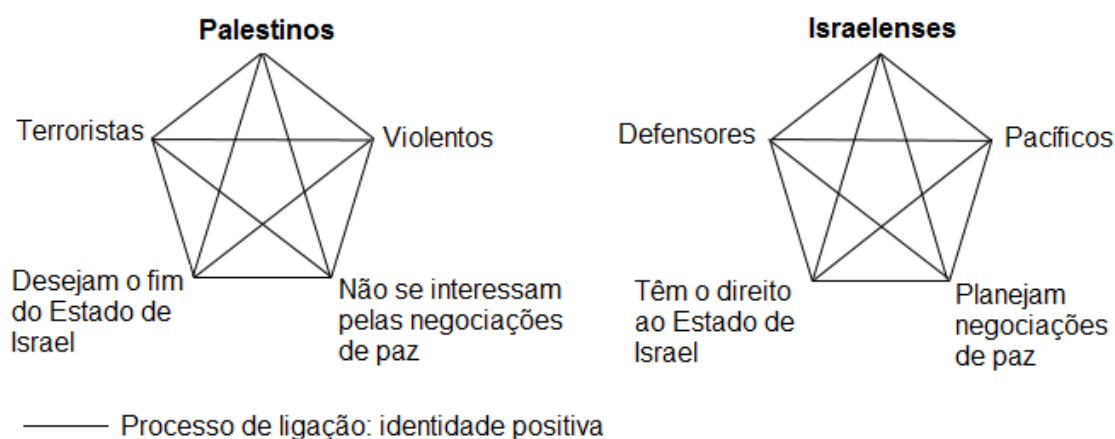 Palestinos
Terroristas
Violentos
Desejam o fim
do Estado de
Israel
Não se interessam
pelas negociações
de paz
Israelenses
Defensores
Pacíficos
Têm o direito
ao Estado de
Israel
Planejam
negociações
de paz
Processo de ligação: identidade positiva